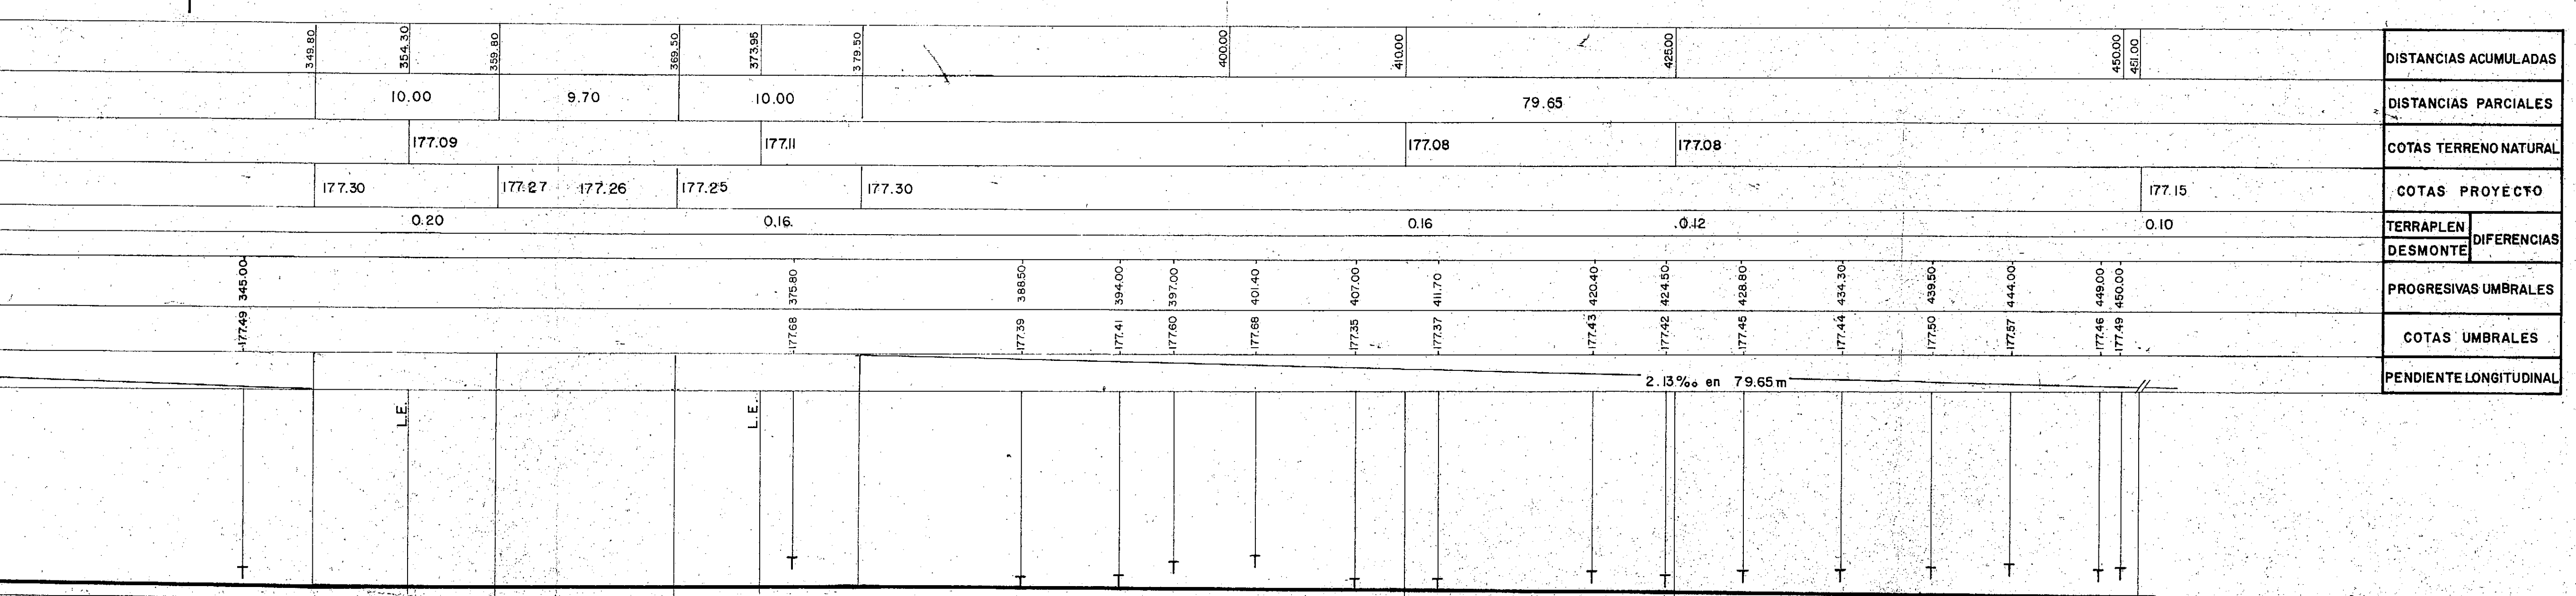 349.80 354.30 359.80 369.50 373.95 379.50 400.00 410.00 425.00 450.00 451.00 DISTANCIAS ACUMULADAS
10.00 9.70 10.00 79.65 DISTANCIAS PARCIALES
177.09 177.11 177.08 177.08 COTAS TERRENO NATURAL
177.30 177.27 177.26 177.25 177.30 177.15 COTAS PROYECTO
0.20 0.16 0.16 0.12 0.10 TERRAPLEN
DESMONTE
DIFERENCIAS
345.00 375.80 388.50 394.00 397.00 401.40 407.00 411.70 420.40 424.50 428.80 434.30 439.50 444.00 449.00 450.00 PROGRESIVAS UMBRALES
177.49 177.68 177.39 177.41 177.60 177.68 177.35 177.37 177.43 177.42 177.45 177.44 177.50 177.57 177.46 177.49 COTAS UMBRALES
2.13‰ en 79.65 m PENDIENTE LONGITUDINAL
L.E. L.E.